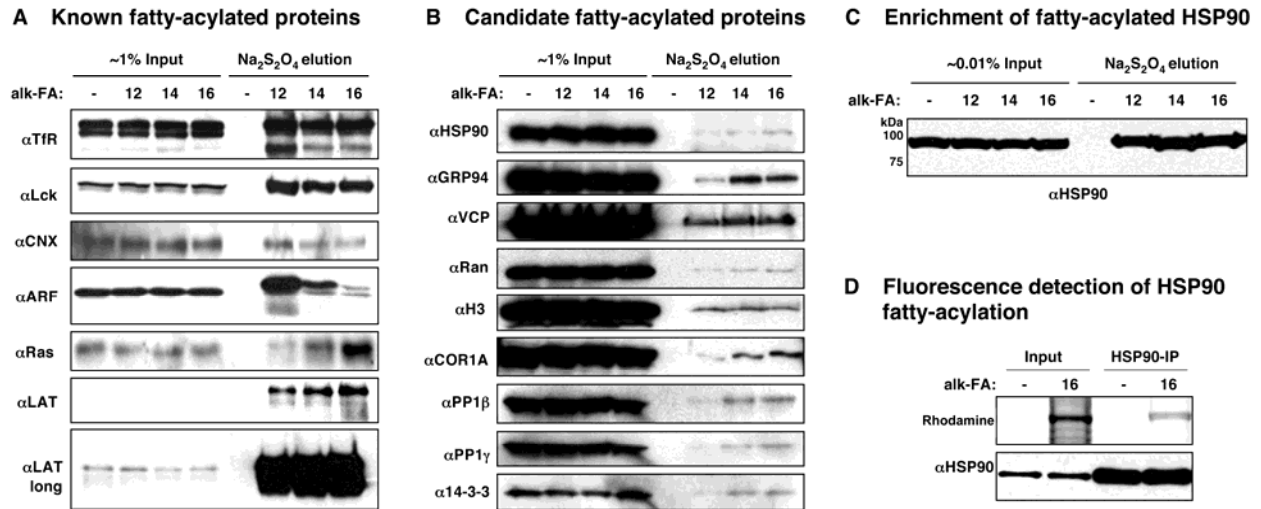 A Known fatty-acylated proteins
~1% Input Na₂S₂O₄ elution
alk-FA: - 12 14 16 - 12 14 16
αTfR
αLck
αCNX
αARF
αRas
αLAT
αLAT
long
B Candidate fatty-acylated proteins
~1% Input Na₂S₂O₄ elution
alk-FA: - 12 14 16 - 12 14 16
αHSP90
αGRP94
αVCP
αRan
αH3
αCOR1A
αPP1β
αPP1γ
α14-3-3
C Enrichment of fatty-acylated HSP90
~0.01% Input Na₂S₂O₄ elution
alk-FA: - 12 14 16 - 12 14 16
kDa
100
75
αHSP90
D Fluorescence detection of HSP90
fatty-acylation
Input HSP90-IP
alk-FA: - 16 - 16
Rhodamine
αHSP90